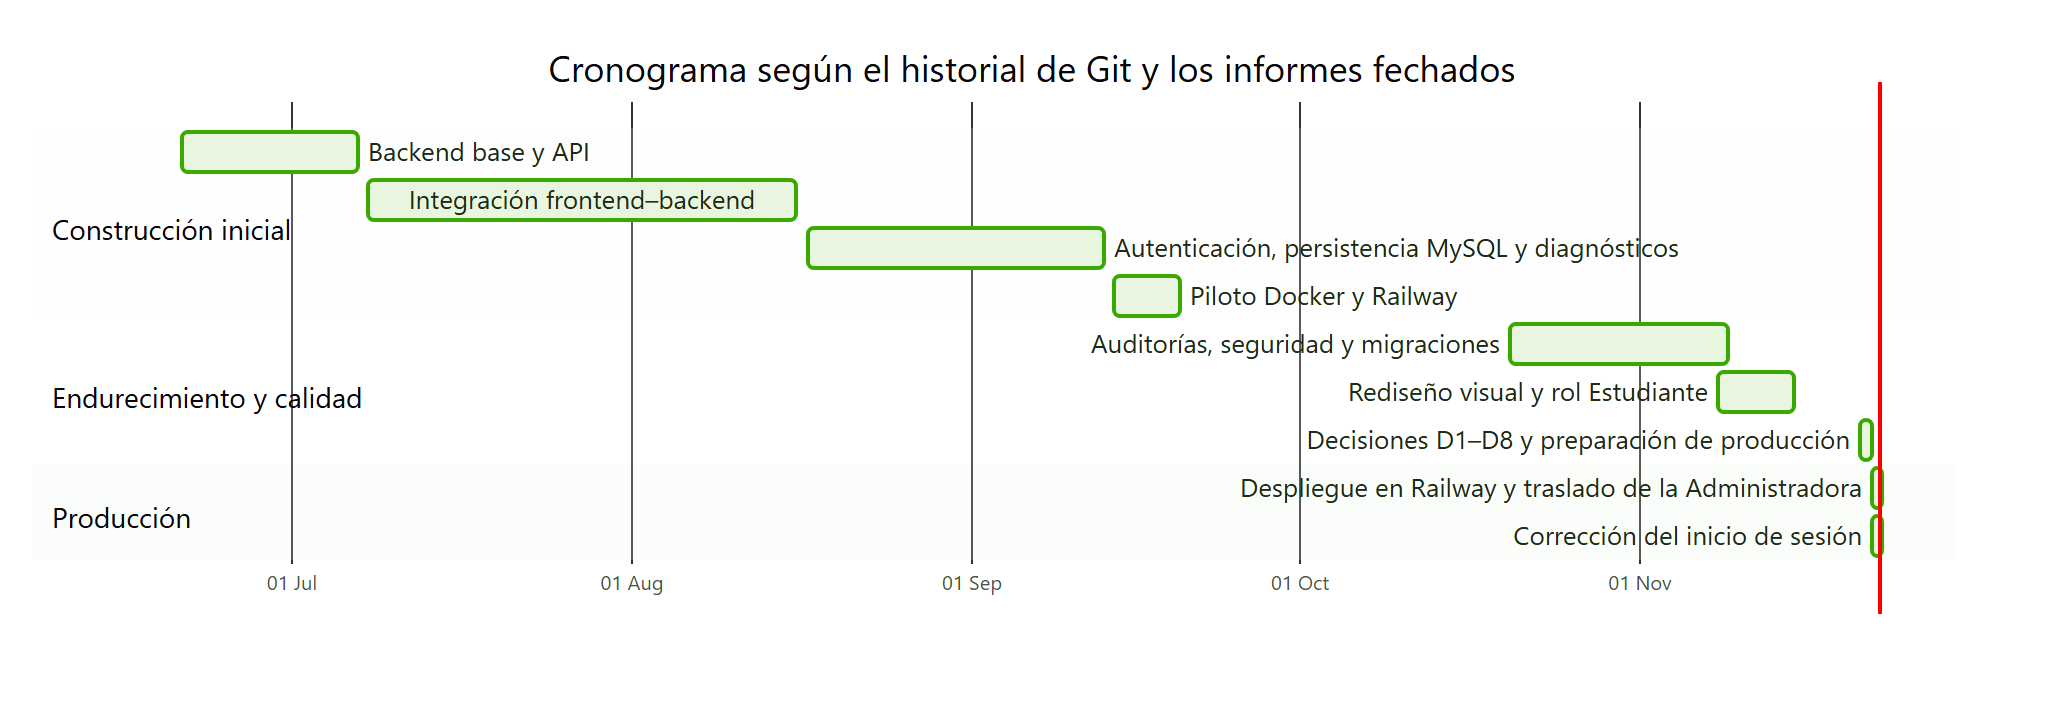 Cronograma según el historial de Git y los informes fechados
Backend base y API
Integración frontend–backend
Construcción inicial
Autenticación, persistencia MySQL y diagnósticos
Piloto Docker y Railway
Auditorías, seguridad y migraciones
Endurecimiento y calidad
Rediseño visual y rol Estudiante
Decisiones D1–D8 y preparación de producción
Despliegue en Railway y traslado de la Administradora
Producción
Corrección del inicio de sesión
01 Jul
01 Aug
01 Sep
01 Oct
01 Nov